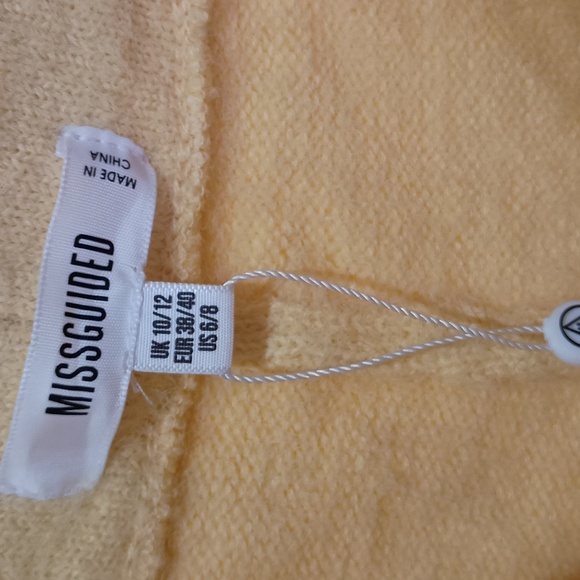 MISSGUIDED
MADE IN
CHINA
UK 10/12
EUR 38/40
US 6/8